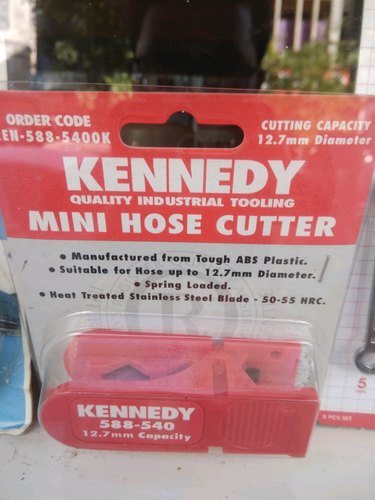 ORDER CODE
EN-588-5400K
CUTTING CAPACITY
12.7mm Diameter
KENNEDY
QUALITY INDUSTRIAL TOOLING
MINI HOSE CUTTER
• Manufactured from Tough ABS Plastic.
• Suitable for Hose up to 12.7mm Diameter.
• Spring Loaded.
• Heat Treated Stainless Steel Blade - 50-55 HRC.
KENNEDY
588-540
12.7mm Capacity
5
5 PCS SET